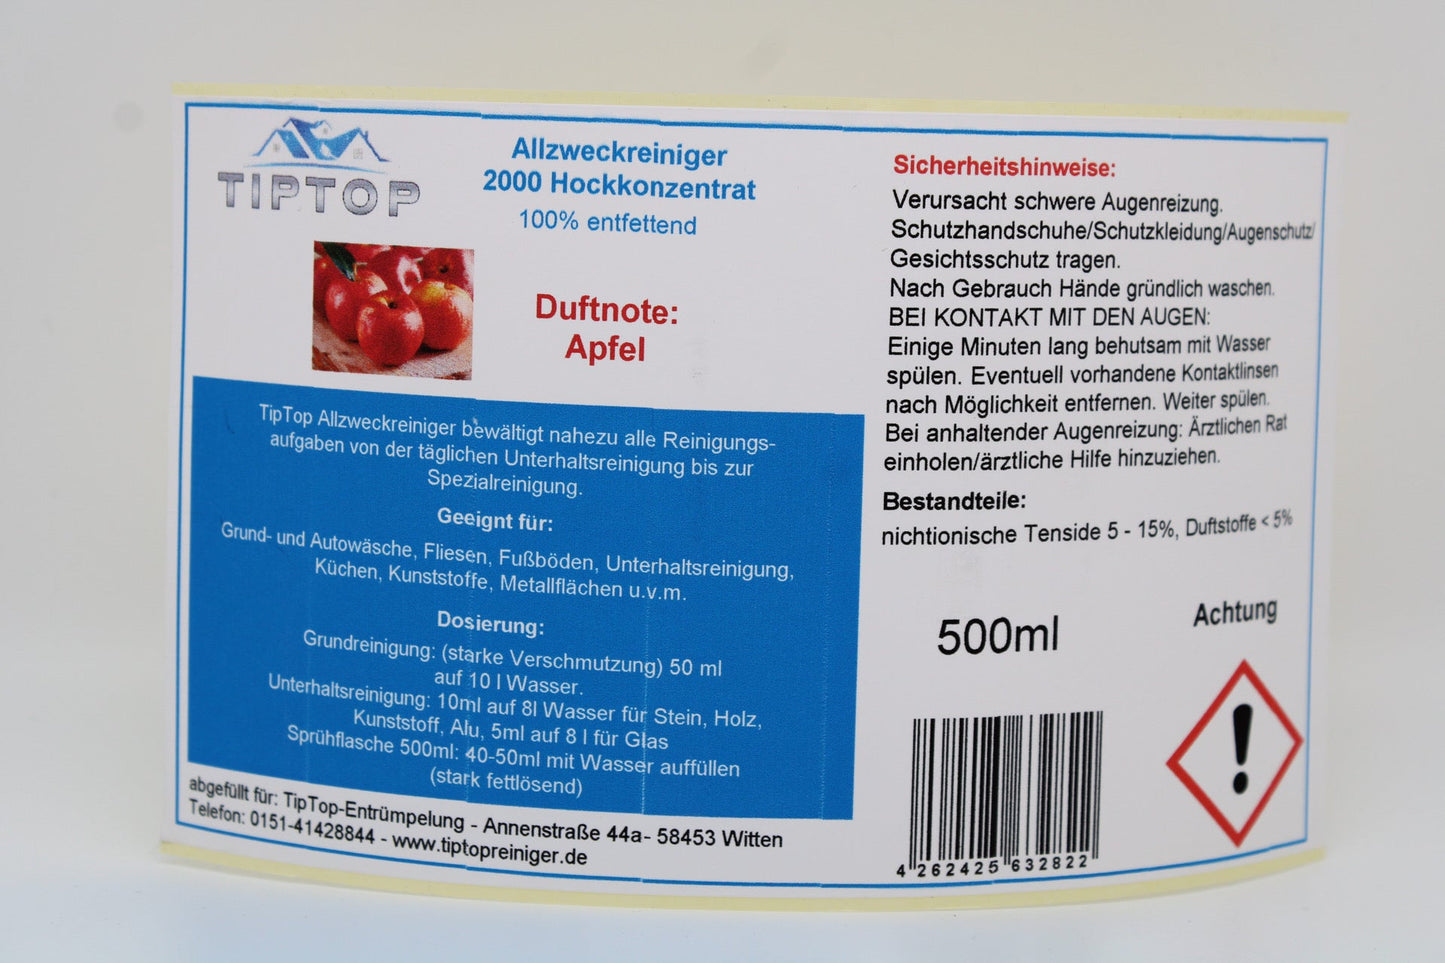 TIPTOP
Allzweckreiniger
2000 Hockkonzentrat
100% entfettend
Duftnote:
Apfel
TipTop Allzweckreiniger bewältigt nahezu alle Reinigungs-
aufgaben von der täglichen Unterhaltsreinigung bis zur
Spezialreinigung.
Geeignt für:
Grund- und Autowäsche, Fliesen, Fußböden, Unterhaltsreinigung,
Küchen, Kunststoffe, Metallflächen u.v.m.
Dosierung:
Grundreinigung: (starke Verschmutzung) 50 ml
auf 10 l Wasser.
Unterhaltsreinigung: 10ml auf 8l Wasser für Stein, Holz,
Kunststoff, Alu, 5ml auf 8 l für Glas
Sprühflasche 500ml: 40-50ml mit Wasser auffüllen
(stark fettlösend)
abgefüllt für: TipTop-Entrümpelung - Annenstraße 44a- 58453 Witten
Telefon: 0151-41428844 - www.tiptopreiniger.de
Sicherheitshinweise:
Verursacht schwere Augenreizung.
Schutzhandschuhe/Schutzkleidung/Augenschutz/
Gesichtsschutz tragen.
Nach Gebrauch Hände gründlich waschen.
BEI KONTAKT MIT DEN AUGEN:
Einige Minuten lang behutsam mit Wasser
spülen. Eventuell vorhandene Kontaktlinsen
nach Möglichkeit entfernen. Weiter spülen.
Bei anhaltender Augenreizung: Ärztlichen Rat
einholen/ärztliche Hilfe hinzuziehen.
Bestandteile:
nichtionische Tenside 5 - 15%, Duftstoffe < 5%
500ml
Achtung
4 262425 632822